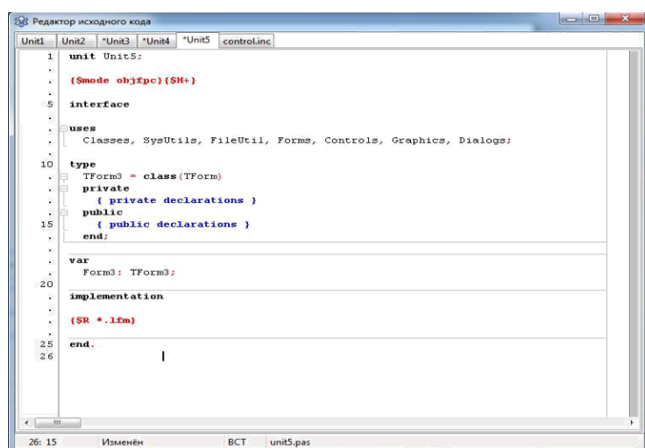 Редактор исходного кода
Unit1 Unit2 *Unit3 *Unit4 *Unit5 control.inc
1 unit Unit5;
.
. {$mode objfpc}{$H+}
.
5 interface
.
. uses
. Classes, SysUtils, FileUtil, Forms, Controls, Graphics, Dialogs;
.
10 type
. TForm3 = class(TForm)
. private
. { private declarations }
. public
15 { public declarations }
. end;
.
. var
. Form3: TForm3;
20
. implementation
.
. {$R *.lfm}
.
25 end.
26
26: 15 Изменён ВСТ unit5.pas